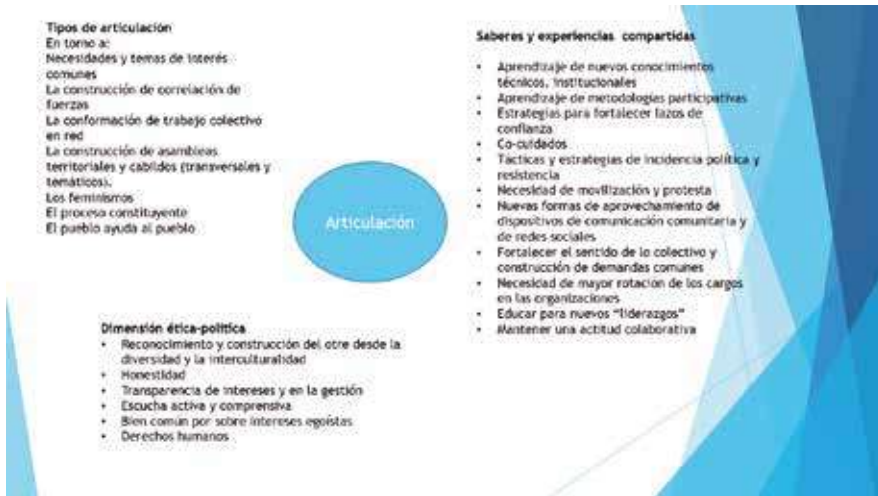 Tipos de articulación
En torno a:
Necesidades y temas de interés
comunes
La construcción de correlación de
fuerzas
La conformación de trabajo colectivo
en red
La construcción de asambleas
territoriales y cabildos (transversales y
temáticos).
Los feminismos
El proceso constituyente
El pueblo ayuda al pueblo
Articulación
Saberes y experiencias compartidas
• Aprendizaje de nuevos conocimientos
técnicos, institucionales
• Aprendizaje de metodologías participativas
• Estrategias para fortalecer lazos de
confianza
• Co-cuidados
• Tácticas y estrategias de incidencia política y
resistencia
• Necesidad de movilización y protesta
• Nuevas formas de aprovechamiento de
dispositivos de comunicación comunitaria y
de redes sociales
• Fortalecer el sentido de lo colectivo y
construcción de demandas comunes
• Necesidad de mayor rotación de los cargos
en las organizaciones
• Educar para nuevos "liderazgos"
• Mantener una actitud colaborativa
Dimensión ética-política
• Reconocimiento y construcción del otre desde la
diversidad y la interculturalidad
• Honestidad
• Transparencia de intereses y en la gestión
• Escucha activa y comprensiva
• Bien común por sobre intereses egoístas
• Derechos humanos